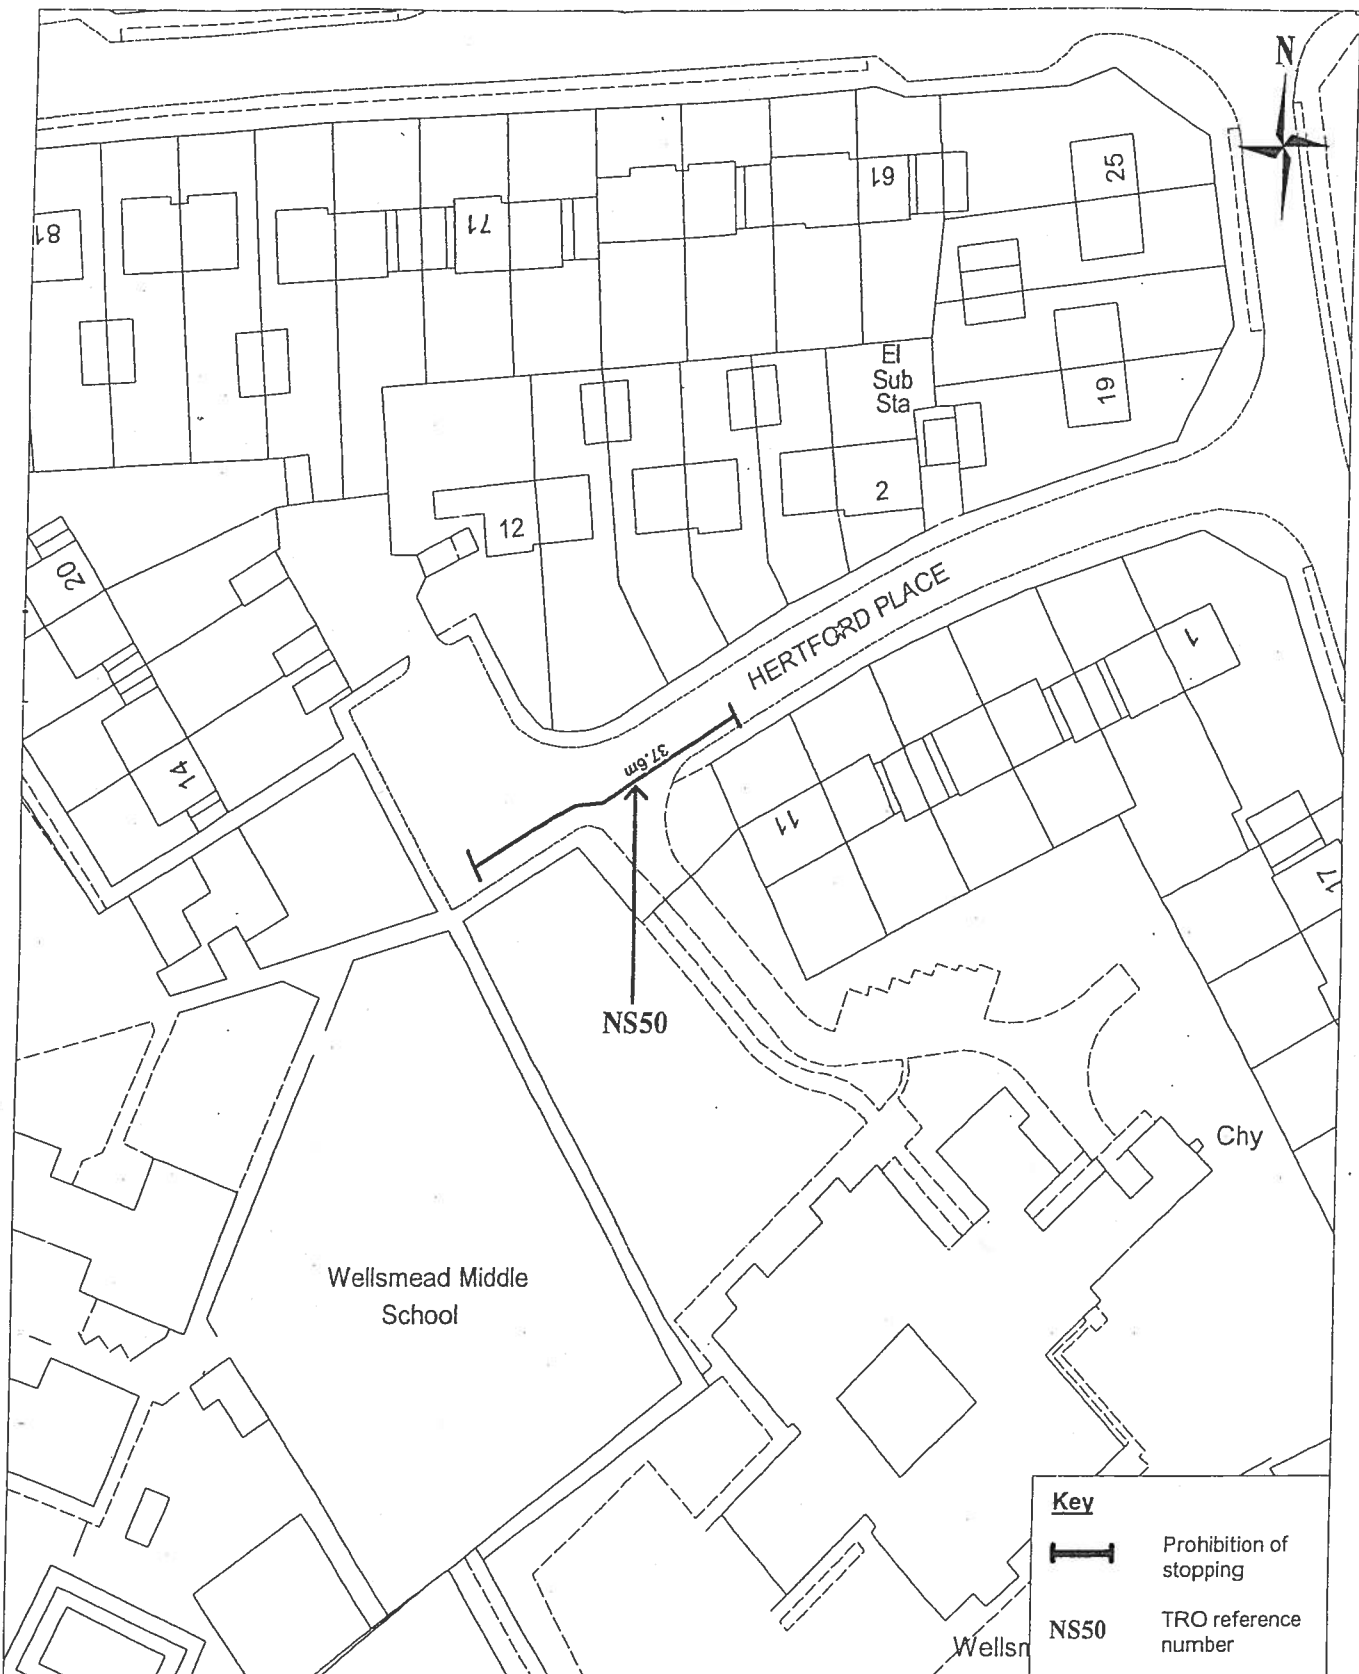 N
25
61
81
71
El
Sub
Sta
19
2
12
20
HERTFORD PLACE
1
37.6m
14
11
17
NS50
Chy
Wellsmead Middle
School
Key
Prohibition of
stopping
NS50
TRO reference
number
Wellsm